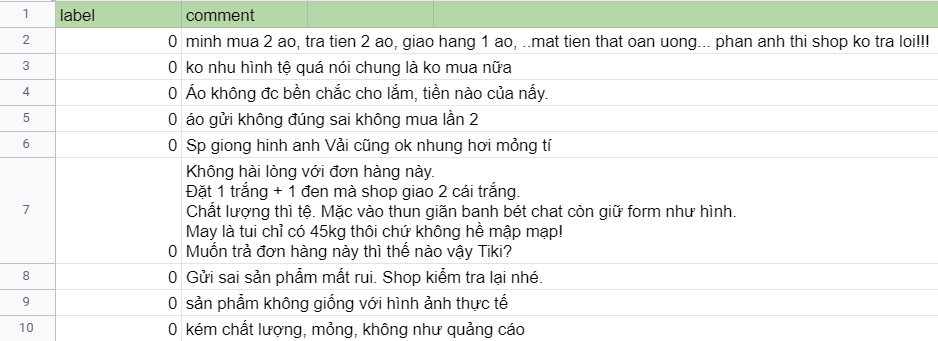 1 label comment
2 0 minh mua 2 ao, tra tien 2 ao, giao hang 1 ao, ..mat tien that oan uong... phan anh thi shop ko tra loi!!!
3 0 ko nhu hình tệ quá nói chung là ko mua nữa
4 0 Áo không đc bền chắc cho lắm, tiền nào của nấy.
5 0 áo gửi không đúng sai không mua lần 2
6 0 Sp giong hinh anh Vải cũng ok nhung hơi mỏng tí
Không hài lòng với đơn hàng này.
Đặt 1 trắng + 1 đen mà shop giao 2 cái trắng.
7 Chất lượng thì tệ. Mặc vào thun giãn banh bét chat còn giữ form như hình.
May là tui chỉ có 45kg thôi chứ không hề mập mạp!
0 Muốn trả đơn hàng này thì thế nào vậy Tiki?
8 0 Gửi sai sản phẩm mất rui. Shop kiểm tra lại nhé.
9 0 sản phẩm không giống với hình ảnh thực tế
10 0 kém chất lượng, mỏng, không như quảng cáo